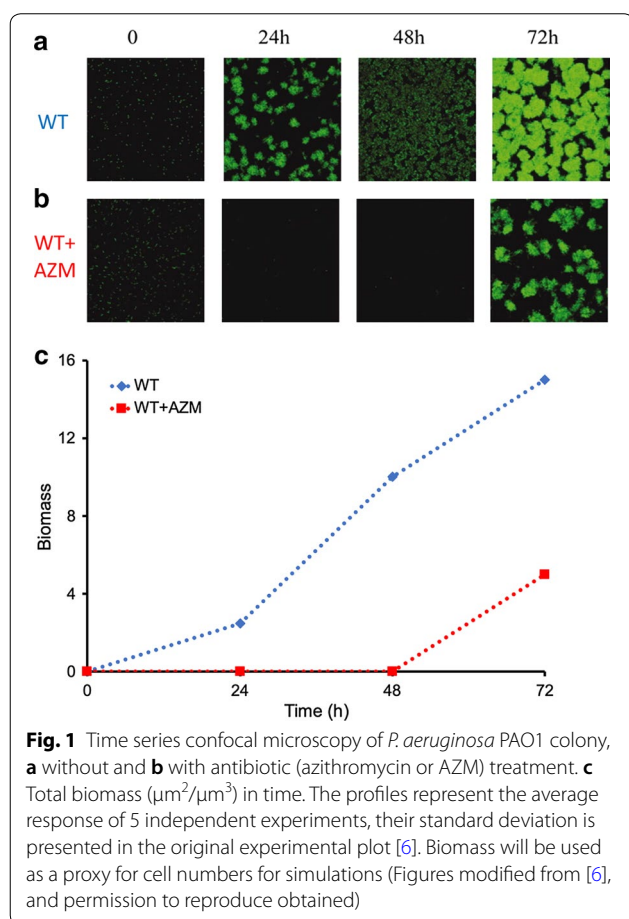 a
0 24h 48h 72h
WT
b
WT+
AZM
c
16
WT
WT+AZM
12
Biomass
8
4
0
0 24 48 72
Time (h)
Fig. 1 Time series confocal microscopy of P. aeruginosa PAO1 colony,
a without and b with antibiotic (azithromycin or AZM) treatment. c
Total biomass (μm²/μm³) in time. The profiles represent the average
response of 5 independent experiments, their standard deviation is
presented in the original experimental plot [6]. Biomass will be used
as a proxy for cell numbers for simulations (Figures modified from [6],
and permission to reproduce obtained)